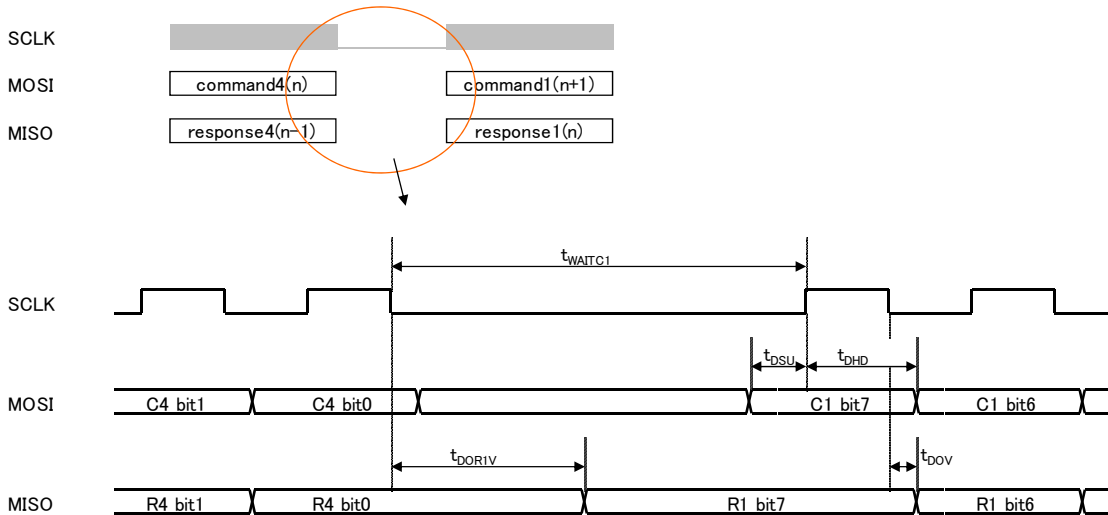 SCLK
MOSI command4(n) command1(n+1)
MISO response4(n-1) response1(n)
tWAITC1
SCLK
tDSU tDHD
MOSI C4 bit1 C4 bit0 C1 bit7 C1 bit6
tDOR1V tDOV
MISO R4 bit1 R4 bit0 R1 bit7 R1 bit6